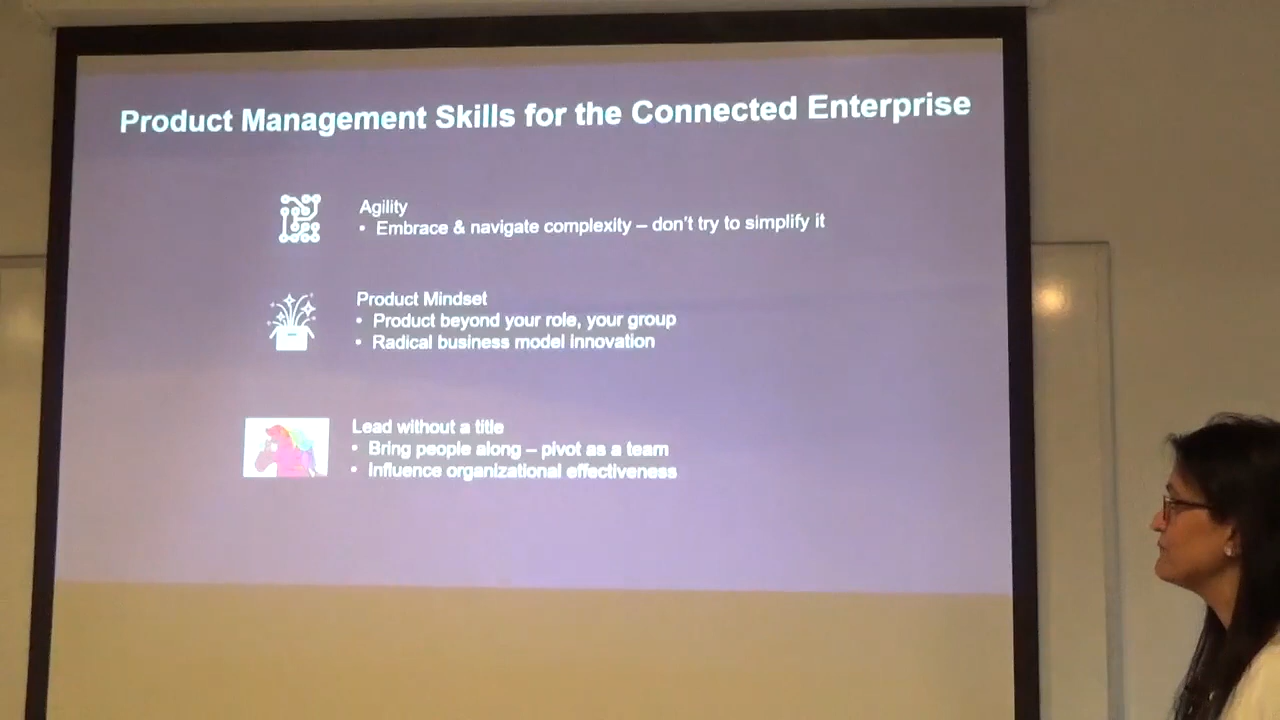 Product Management Skills for the Connected Enterprise
Agility
• Embrace & navigate complexity – don't try to simplify it
Product Mindset
• Product beyond your role, your group
• Radical business model innovation
Lead without a title
• Bring people along – pivot as a team
• Influence organizational effectiveness